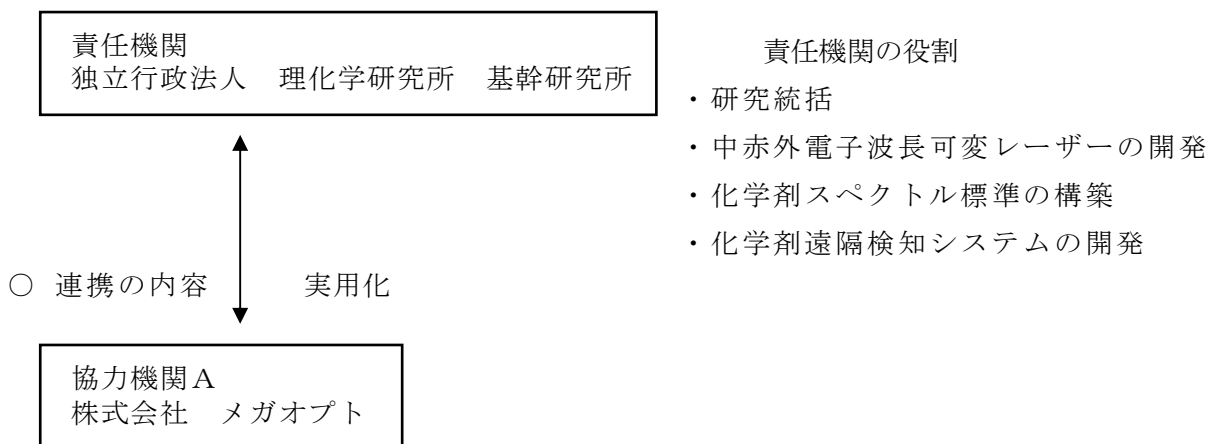 責任機関
独立行政法人　理化学研究所　基幹研究所
責任機関の役割
・研究統括
・中赤外電子波長可変レーザーの開発
・化学剤スペクトル標準の構築
・化学剤遠隔検知システムの開発
○ 連携の内容　実用化
協力機関A
株式会社　メガオプト